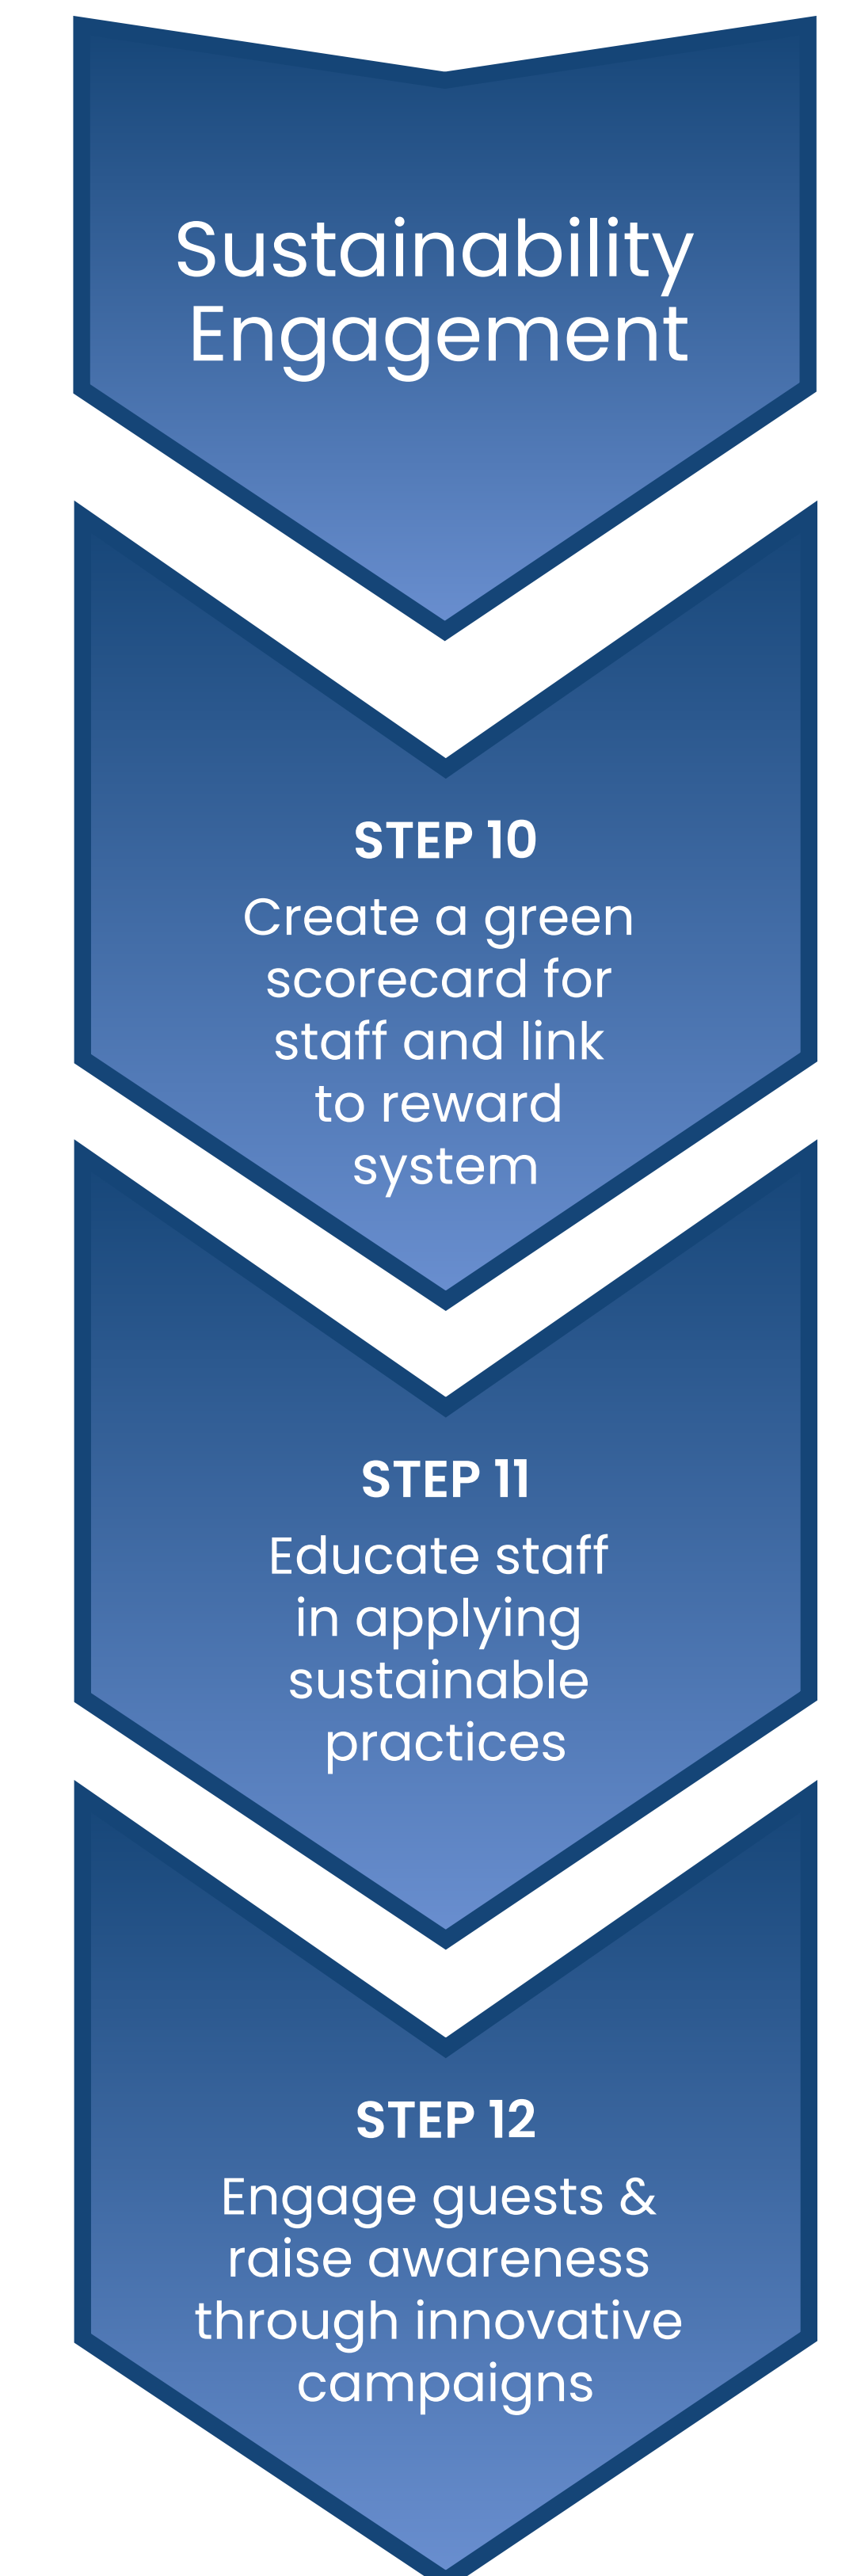 Sustainability
Engagement
STEP 10
Create a green
scorecard for
staff and link
to reward
system
STEP 11
Educate staff
in applying
sustainable
practices
STEP 12
Engage guests &
raise awareness
through innovative
campaigns